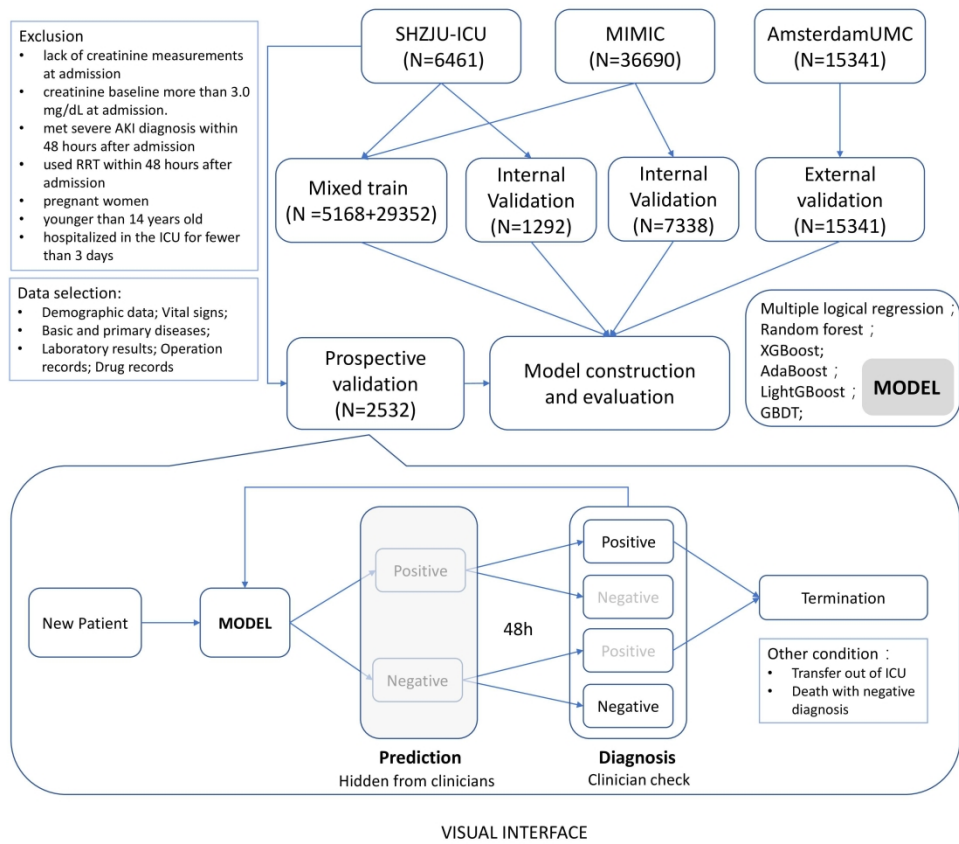 Exclusion
• lack of creatinine measurements
at admission
• creatinine baseline more than 3.0
mg/dL at admission.
• met severe AKI diagnosis within
48 hours after admission
• used RRT within 48 hours after
admission
• pregnant women
• younger than 14 years old
• hospitalized in the ICU for fewer
than 3 days
Data selection:
• Demographic data; Vital signs;
• Basic and primary diseases;
• Laboratory results; Operation
records; Drug records
SHZJU-ICU
(N=6461)
MIMIC
(N=36690)
AmsterdamUMC
(N=15341)
Mixed train
(N =5168+29352)
Internal
Validation
(N=1292)
Internal
Validation
(N=7338)
External
validation
(N=15341)
Prospective
validation
(N=2532)
Model construction
and evaluation
Multiple logical regression ;
Random forest ;
XGBoost;
AdaBoost ;
LightGBoost ;
GBDT;
MODEL
New Patient
MODEL
Positive
Negative
48h
Positive
Negative
Positive
Negative
Termination
Other condition :
• Transfer out of ICU
• Death with negative
diagnosis
Prediction
Hidden from clinicians
Diagnosis
Clinician check
VISUAL INTERFACE